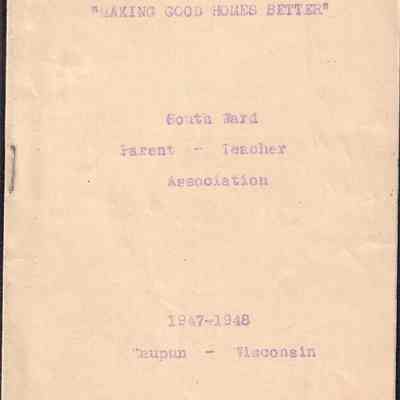 "MAKING GOOD HOMES BETTER"
South Ward
Parent - Teacher
Association
1947-1948
Waupun - Wisconsin